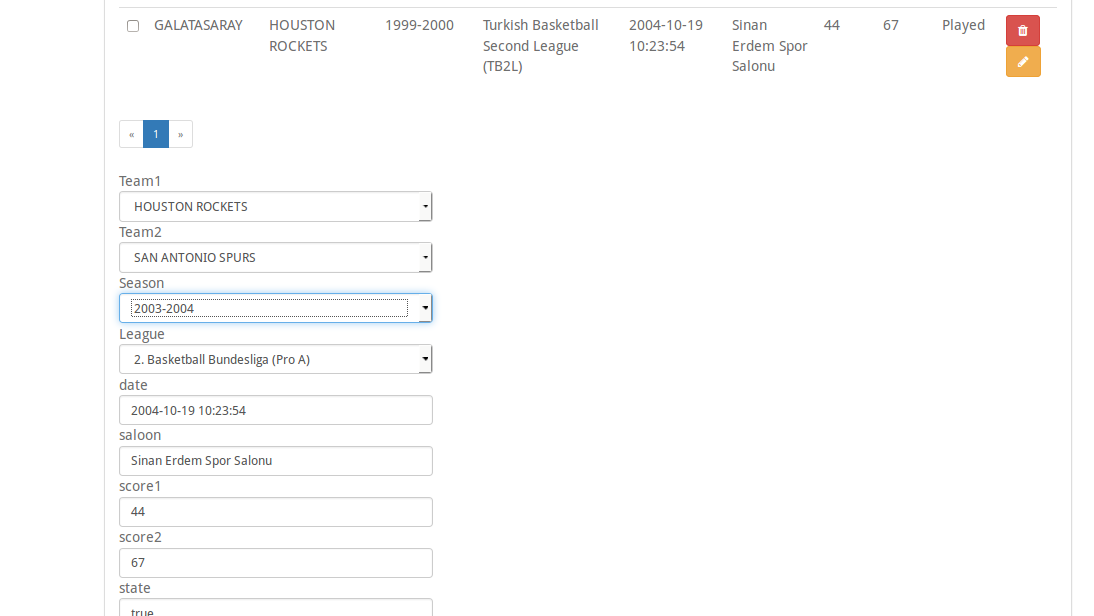 GALATASARAY HOUSTON 1999-2000 Turkish Basketball 2004-10-19 Sinan 44 67 Played
ROCKETS Second League 10:23:54 Erdem Spor
(TB2L) Salonu
« 1 »
Team1
HOUSTON ROCKETS
Team2
SAN ANTONIO SPURS
Season
2003-2004
League
2. Basketball Bundesliga (Pro A)
date
2004-10-19 10:23:54
saloon
Sinan Erdem Spor Salonu
score1
44
score2
67
state
true